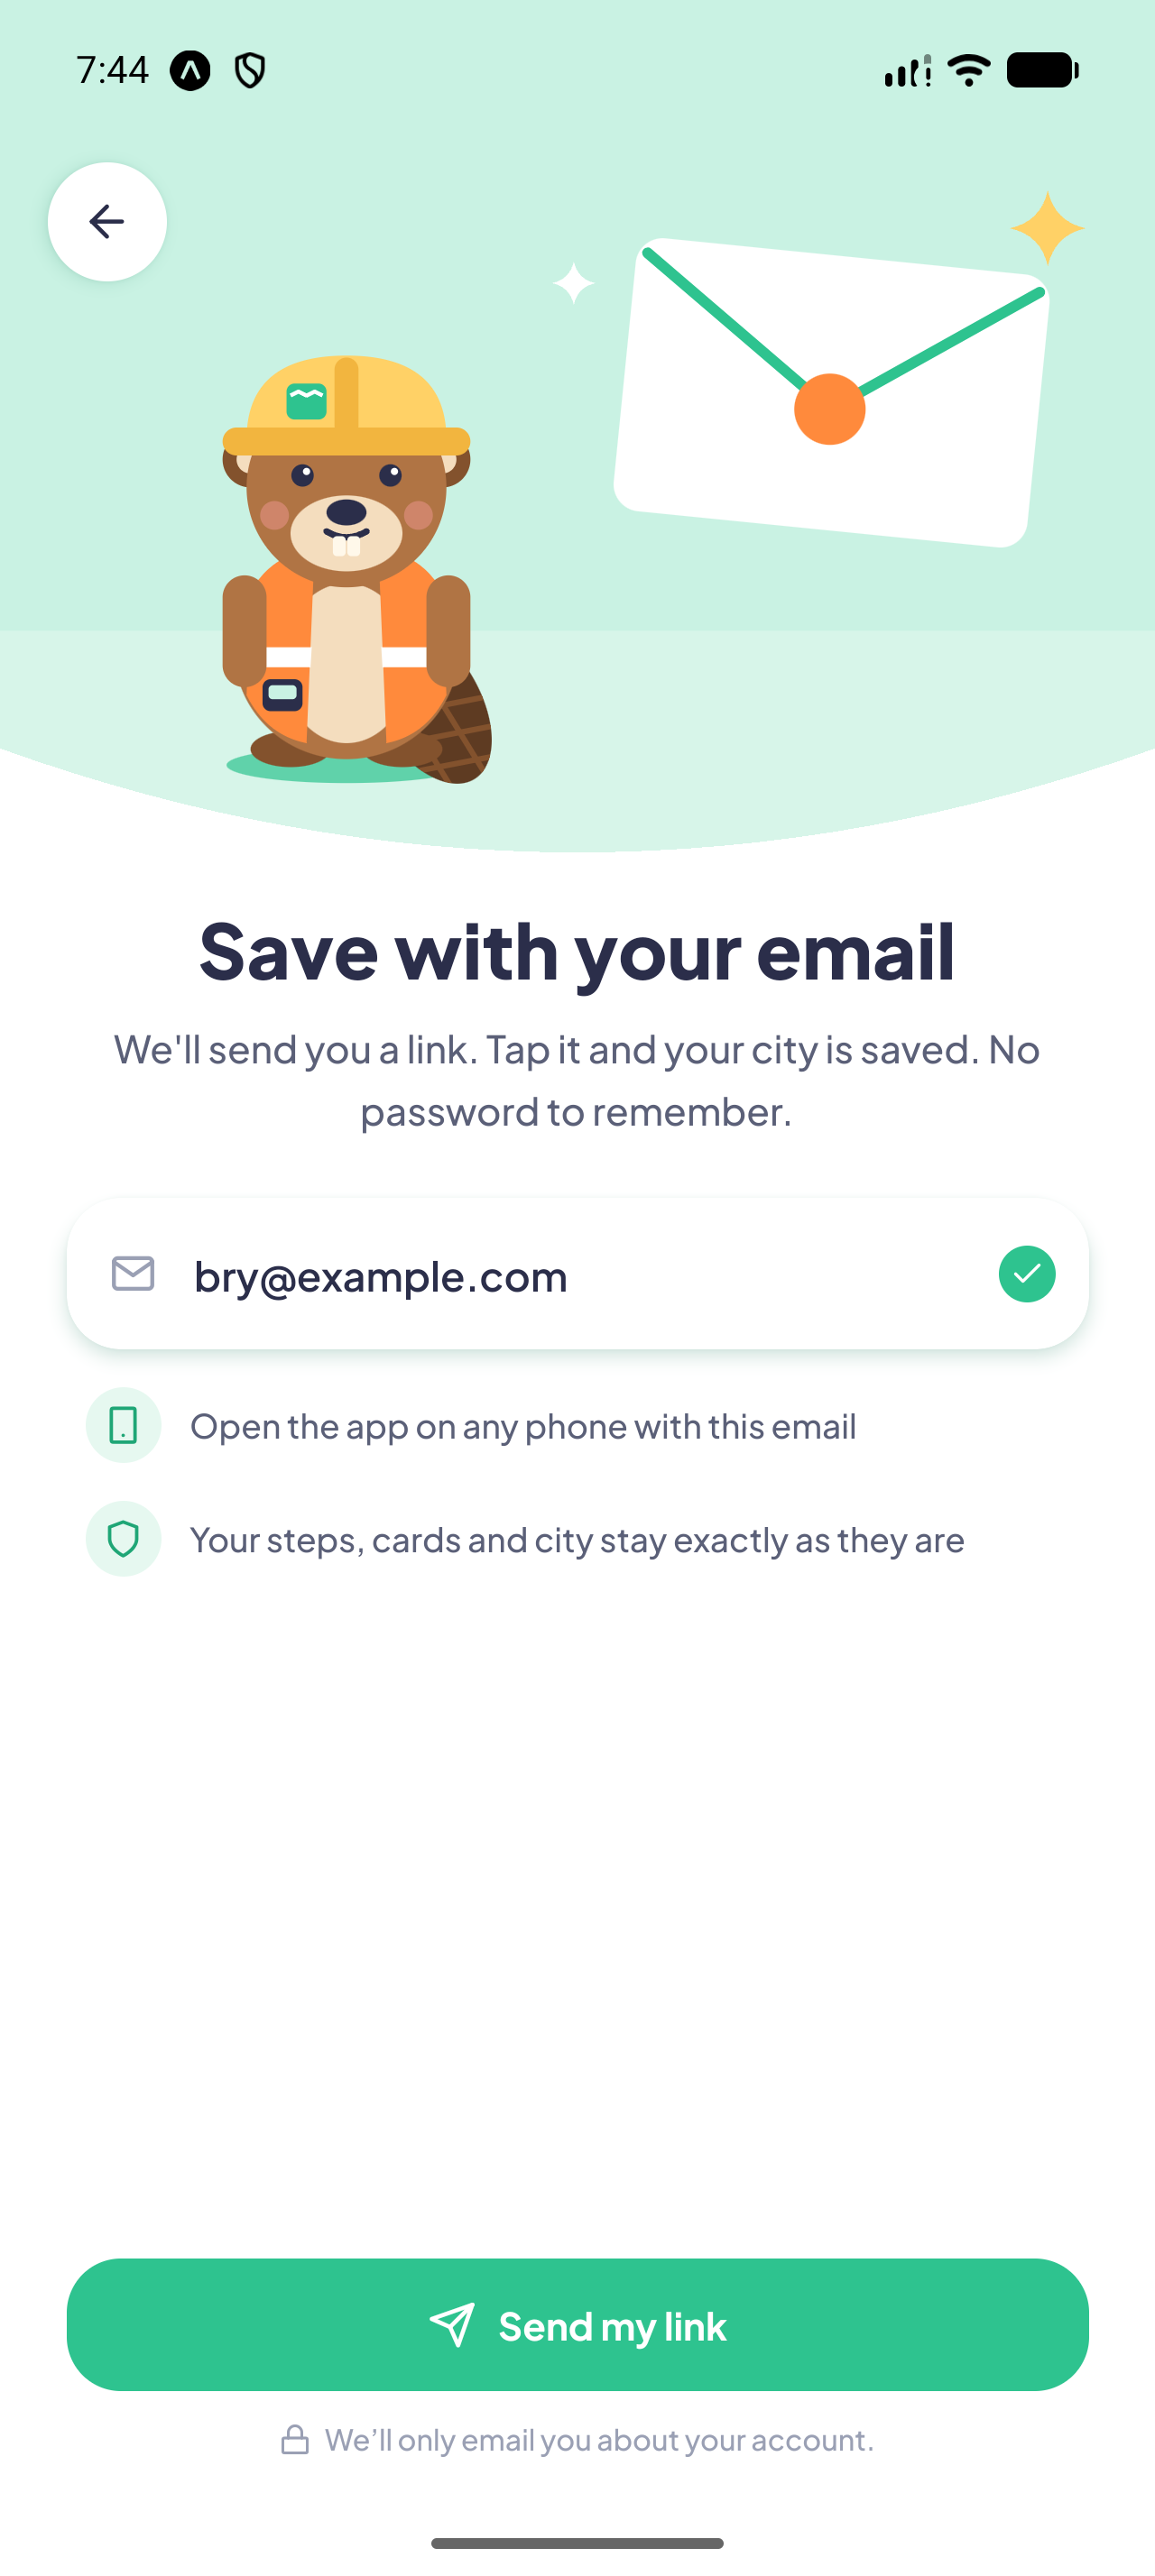 7:44
Save with your email
We'll send you a link. Tap it and your city is saved. No
password to remember.
bry@example.com
Open the app on any phone with this email
Your steps, cards and city stay exactly as they are
Send my link
We’ll only email you about your account.